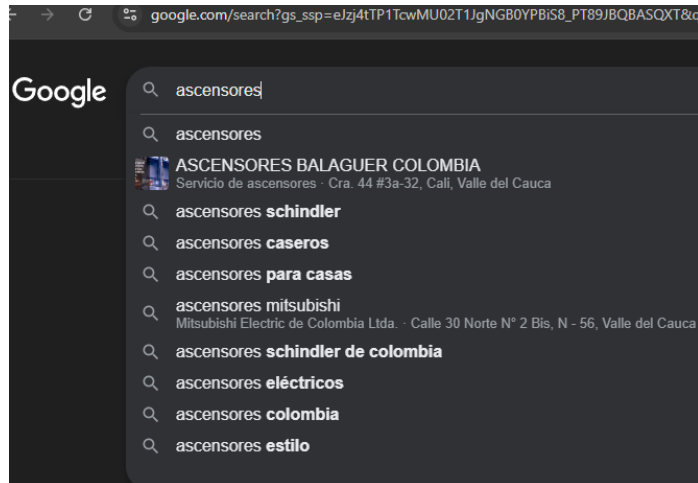 google.com/search?gs_ssp=eJzj4tTP1TcwMU02T1JgNGB0YPBiS8_PT89JBQBASQXT&
Google
ascensores
ascensores
ASCENSORES BALAGUER COLOMBIA
Servicio de ascensores · Cra. 44 #3a-32, Cali, Valle del Cauca
ascensores schindler
ascensores caseros
ascensores para casas
ascensores mitsubishi
Mitsubishi Electric de Colombia Ltda. · Calle 30 Norte N° 2 Bis, N - 56, Valle del Cauca
ascensores schindler de colombia
ascensores eléctricos
ascensores colombia
ascensores estilo